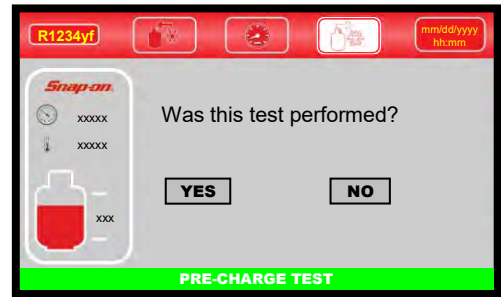 R1234yf
mm/dd/yyyy
hh:mm
Snap-on
xxxxx
xxxxx
xxx
Was this test performed?
YES
NO
PRE-CHARGE TEST